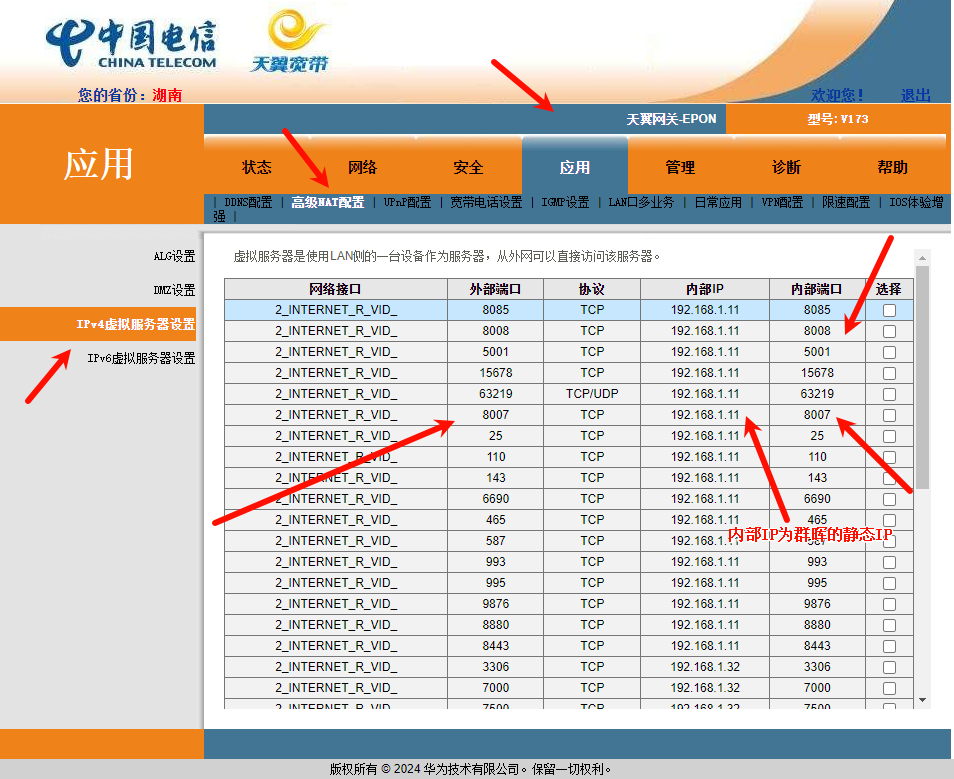 中国电信
CHINA TELECOM
天翼宽带
您的省份：湖南
欢迎您！ 退出
天翼网关-EPON 型号: V173
应用
状态 网络 安全 应用 管理 诊断 帮助
| DDNS配置 | 高级NAT配置 | UPnP配置 | 宽带电话设置 | IGMP设置 | LAN口多业务 | 日常应用 | VPN配置 | 限速配置 | IOS体验增
强 |
ALG设置
DMZ设置
IPv4虚拟服务器设置
IPv6虚拟服务器设置
虚拟服务器是使用LAN侧的一台设备作为服务器，从外网可以直接访问该服务器。
网络接口 外部端口 协议 内部IP 内部端口 选择
2_INTERNET_R_VID_ 8085 TCP 192.168.1.11 8085
2_INTERNET_R_VID_ 8008 TCP 192.168.1.11 8008
2_INTERNET_R_VID_ 5001 TCP 192.168.1.11 5001
2_INTERNET_R_VID_ 15678 TCP 192.168.1.11 15678
2_INTERNET_R_VID_ 63219 TCP/UDP 192.168.1.11 63219
2_INTERNET_R_VID_ 8007 TCP 192.168.1.11 8007
2_INTERNET_R_VID_ 25 TCP 192.168.1.11 25
2_INTERNET_R_VID_ 110 TCP 192.168.1.11 110
2_INTERNET_R_VID_ 143 TCP 192.168.1.11 143
2_INTERNET_R_VID_ 6690 TCP 192.168.1.11 6690
2_INTERNET_R_VID_ 465 TCP 192.168.1.11 465
内部IP为群晖的静态IP
2_INTERNET_R_VID_ 587 TCP 192.168.1.11 587
2_INTERNET_R_VID_ 993 TCP 192.168.1.11 993
2_INTERNET_R_VID_ 995 TCP 192.168.1.11 995
2_INTERNET_R_VID_ 9876 TCP 192.168.1.11 9876
2_INTERNET_R_VID_ 8880 TCP 192.168.1.11 8880
2_INTERNET_R_VID_ 8443 TCP 192.168.1.11 8443
2_INTERNET_R_VID_ 3306 TCP 192.168.1.32 3306
2_INTERNET_R_VID_ 7000 TCP 192.168.1.32 7000
2_INTERNET_R_VID_ 7500 TCP 192.168.1.32 7500
版权所有 © 2024 华为技术有限公司。保留一切权利。